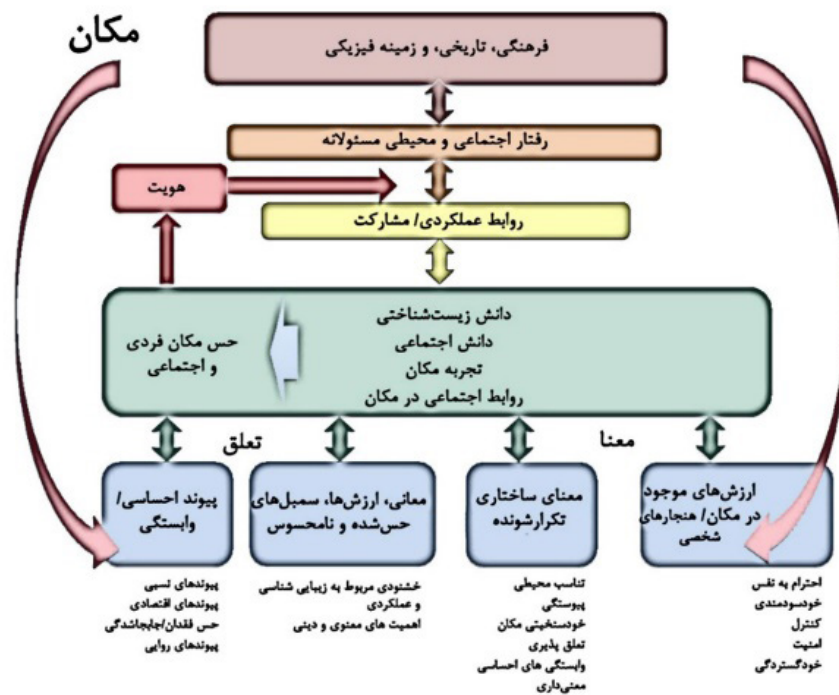 مکان
فرهنگی، تاریخی، و زمینه فیزیکی
رفتار اجتماعی و محیطی مسئولانه
هویت
روابط عملکردی/ مشارکت
دانش زیست‌شناختی
دانش اجتماعی
تجربه مکان
روابط اجتماعی در مکان
حس مکان فردی
و اجتماعی
معنا
تعلق
ارزش‌های موجود
در مکان/ هنجارهای
شخصی
معنای ساختاری
تکرارشونده
معانی، ارزش‌ها، سمبل‌های
حس‌شده و نامحسوس
پیوند احساسی/
وابستگی
احترام به نفس
خودسودمندی
کنترل
امنیت
خودگستردگی
تناسب محیطی
پیوستگی
خودسنخیتی مکان
تعلق پذیری
وابستگی های احساسی
معنی‌داری
خشنودی مربوط به زیبایی شناسی
و عملکردی
اهمیت های معنوی و دینی
پیوندهای نسبی
پیوندهای اقتصادی
حس فقدان/جابجاشدگی
پیوندهای روایی